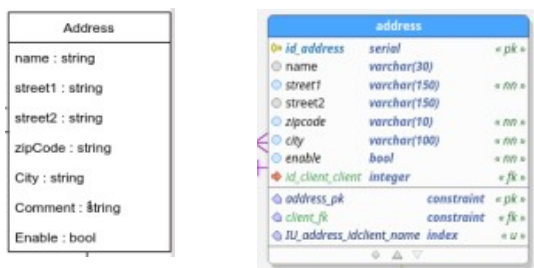 Address
name : string
street1 : string
street2 : string
zipCode : string
City : string
Comment : string
Enable : bool
address
id_address serial « pk »
name varchar(30)
street1 varchar(150) « nn »
street2 varchar(150)
zipcode varchar(10) « nn »
city varchar(100) « nn »
enable bool « nn »
id_client_client integer « fk »
address_pk constraint « pk »
client_fk constraint « fk »
IU_address_idclient_name index « u »